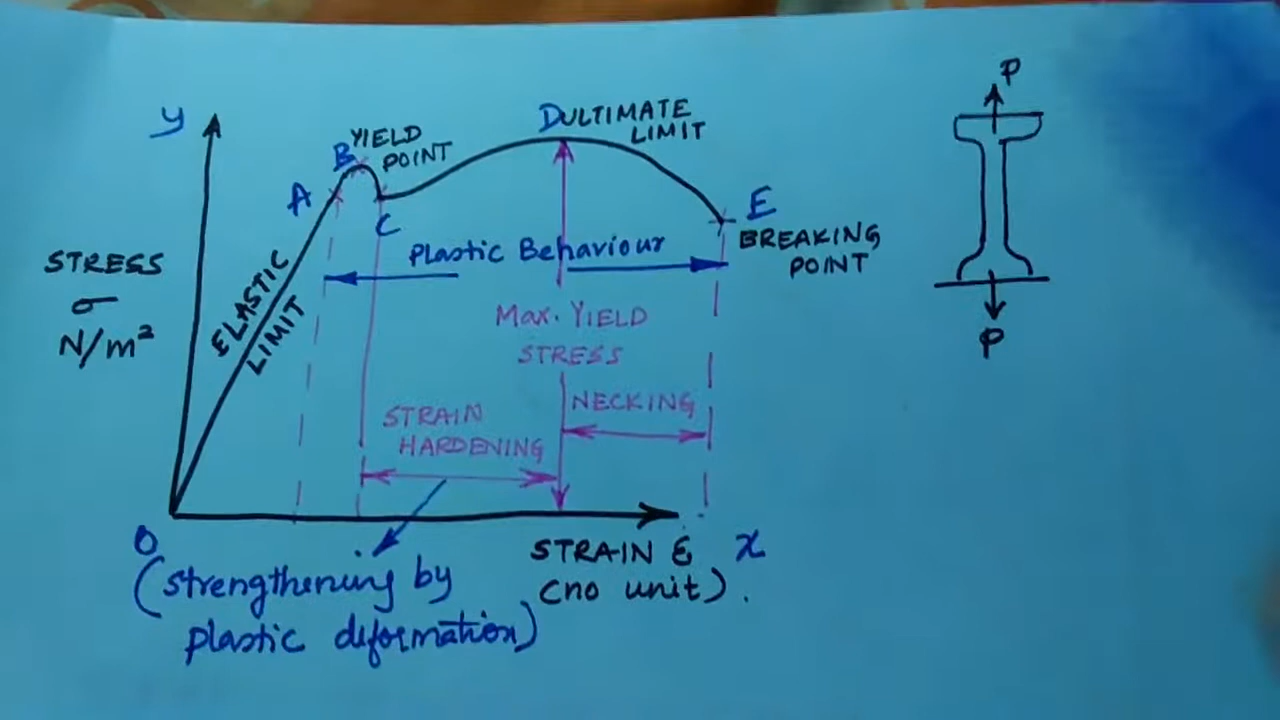 y
P
DULTIMATE
LIMIT
B YIELD
POINT
A
C
E
BREAKING
POINT
Plastic Behaviour
STRESS
σ
N/m²
ELASTIC
LIMIT
Max. YIELD
STRESS
P
NECKING
STRAIN
HARDENING
O
STRAIN ε
(no unit).
x
(strengthening by
plastic deformation)